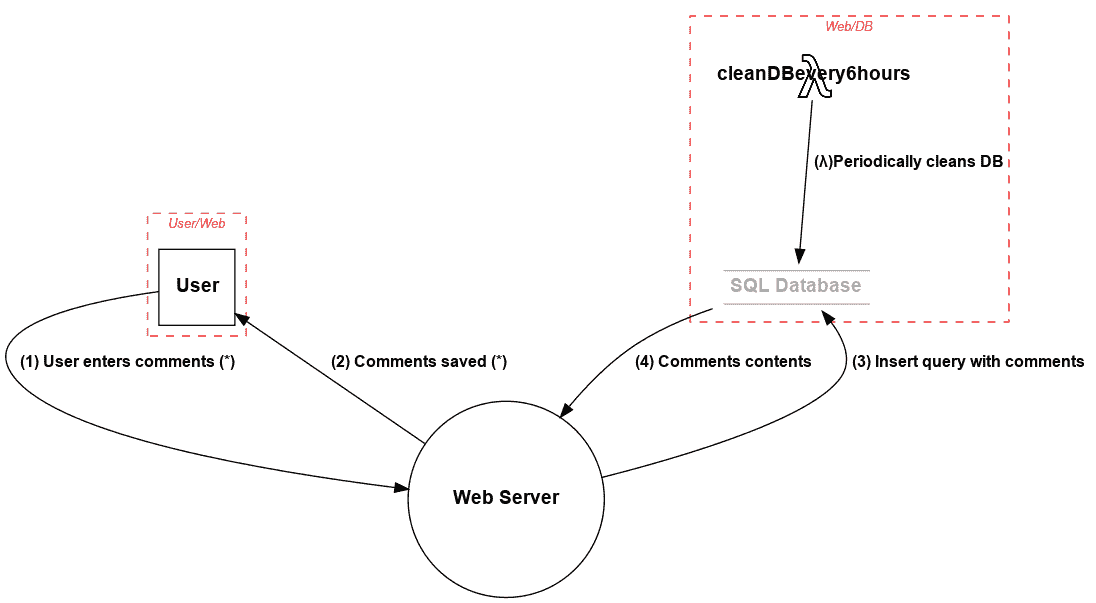 Web/DB
cleanDBevery6hours
λ
(λ)Periodically cleans DB
User/Web
User
SQL Database
(1) User enters comments (*)
(2) Comments saved (*)
(4) Comments contents
(3) Insert query with comments
Web Server